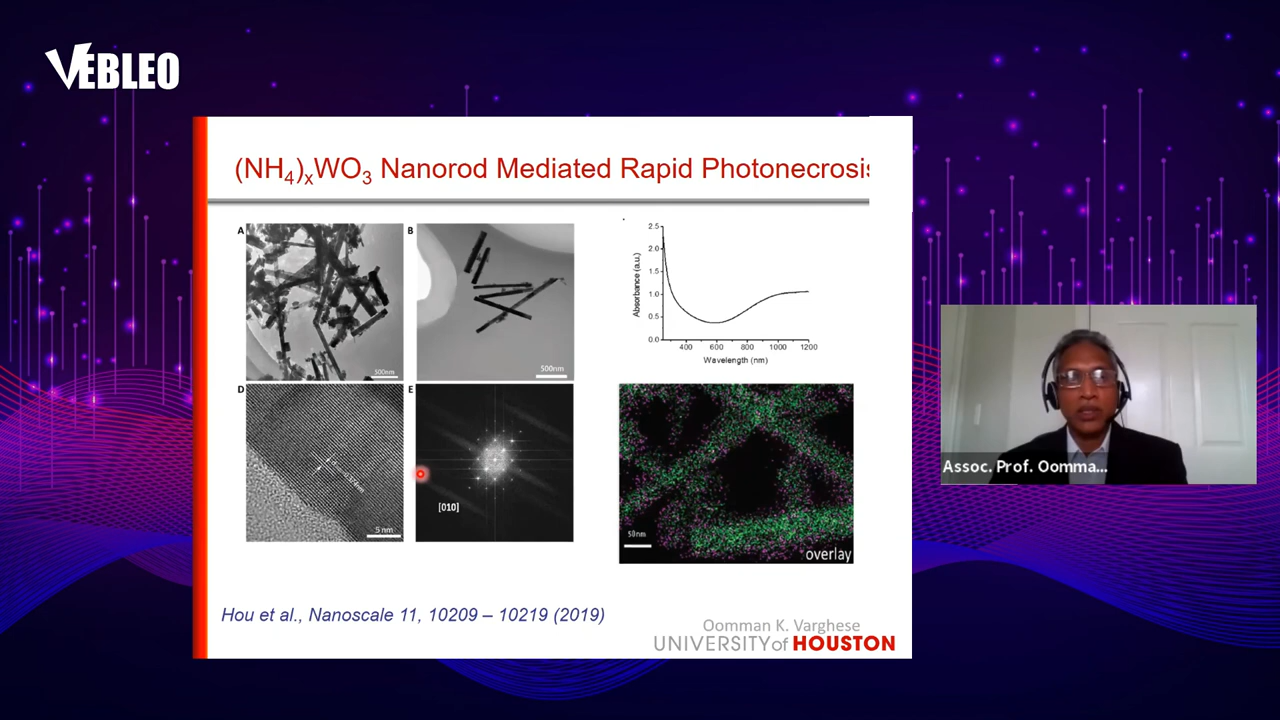 VEBLEO
(NH4)xWO3 Nanorod Mediated Rapid Photonecrosis
A
500nm
B
500nm
D
5 nm
E
[010]
2.5
2.0
1.5
1.0
0.5
0.0
Absorbance (a.u.)
400 600 800 1000 1200
Wavelength (nm)
50nm
overlay
Assoc. Prof. Oomma...
Hou et al., Nanoscale 11, 10209 – 10219 (2019)
Oomman K. Varghese
UNIVERSITY of HOUSTON